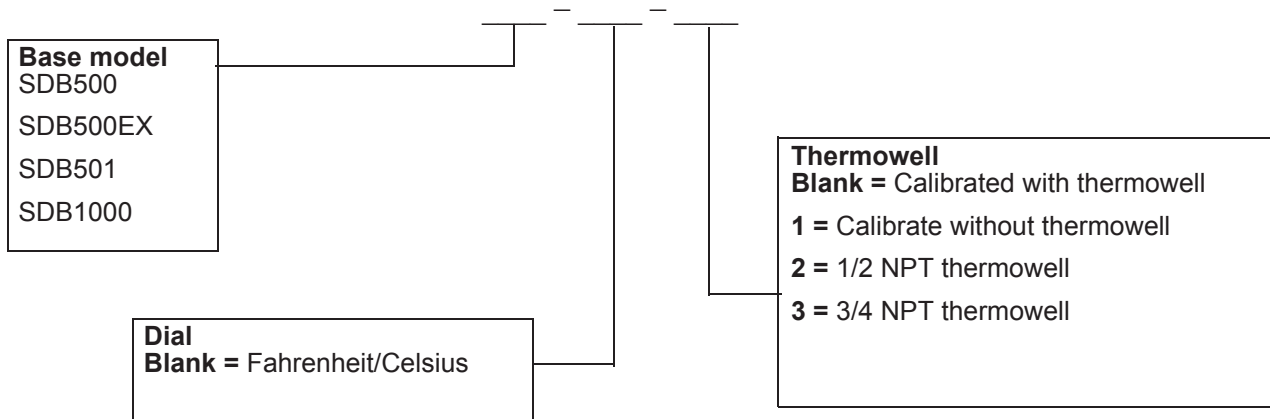 Base model
SDB500
SDB500EX
SDB501
SDB1000
Dial
Blank = Fahrenheit/Celsius
Thermowell
Blank = Calibrated with thermowell
1 = Calibrate without thermowell
2 = 1/2 NPT thermowell
3 = 3/4 NPT thermowell